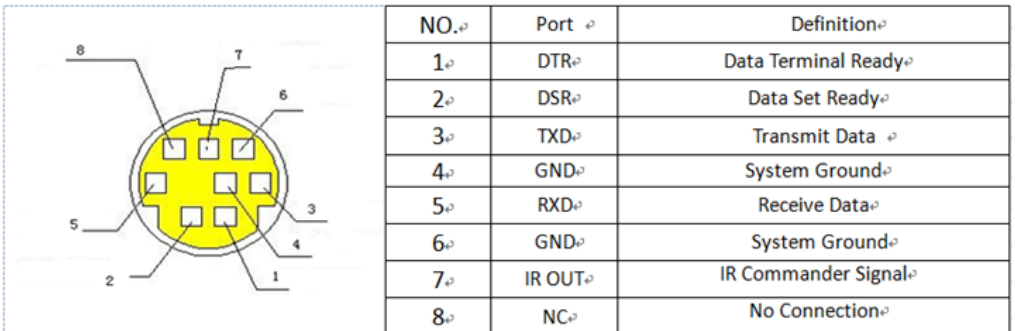 8
7
6
5
3
4
2
1
NO. Port Definition
1 DTR Data Terminal Ready
2 DSR Data Set Ready
3 TXD Transmit Data
4 GND System Ground
5 RXD Receive Data
6 GND System Ground
7 IR OUT IR Commander Signal
8 NC No Connection